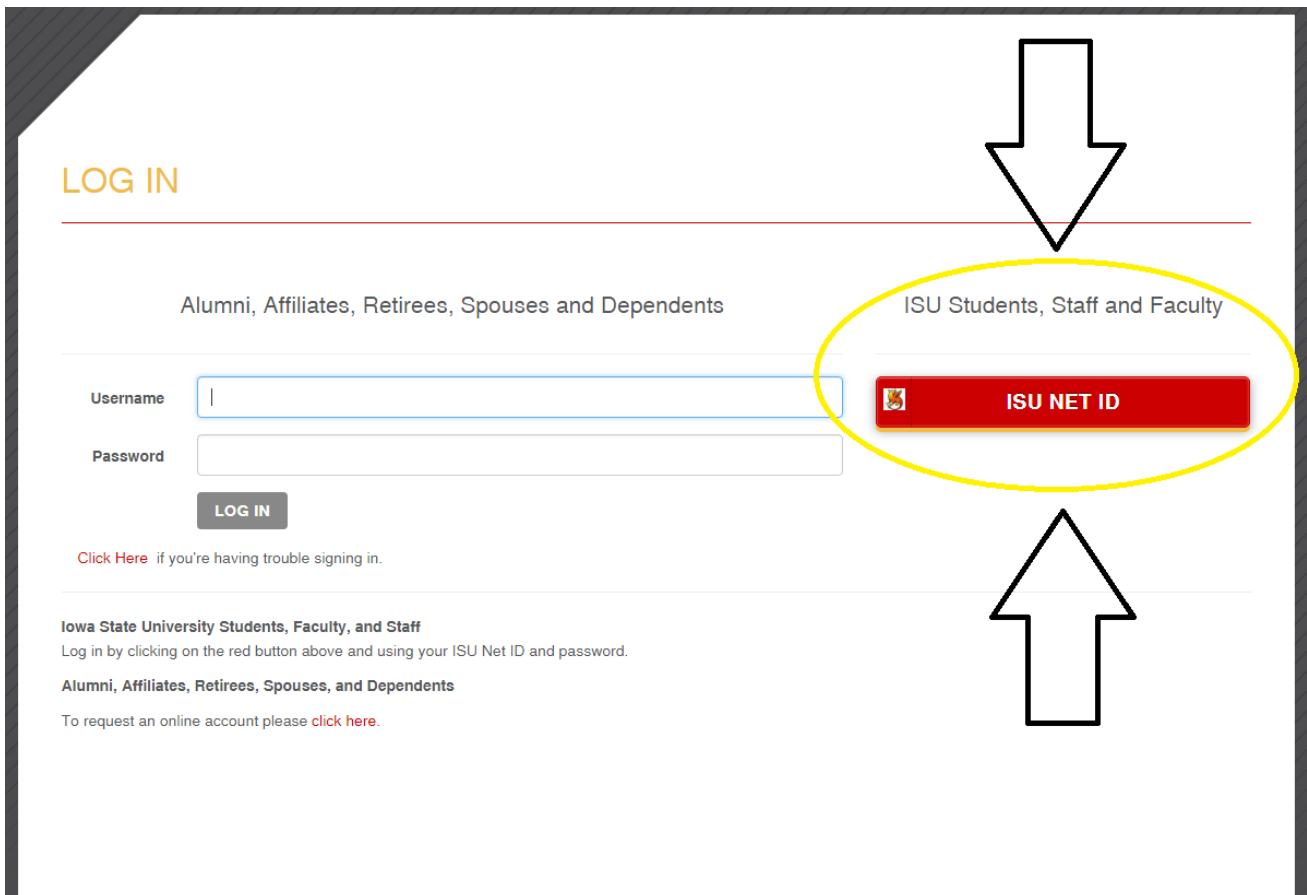 LOG IN
Alumni, Affiliates, Retirees, Spouses and Dependents
ISU Students, Staff and Faculty
Username
ISU NET ID
Password
LOG IN
Click Here if you're having trouble signing in.
Iowa State University Students, Faculty, and Staff
Log in by clicking on the red button above and using your ISU Net ID and password.
Alumni, Affiliates, Retirees, Spouses, and Dependents
To request an online account please click here.